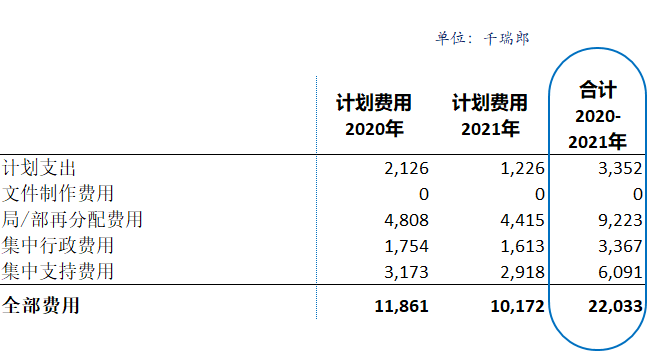 单位：千瑞郎
计划费用 计划费用 合计
2020年 2021年 2020-
2021年
计划支出 2,126 1,226 3,352
文件制作费用 0 0 0
局/部再分配费用 4,808 4,415 9,223
集中行政费用 1,754 1,613 3,367
集中支持费用 3,173 2,918 6,091
全部费用 11,861 10,172 22,033